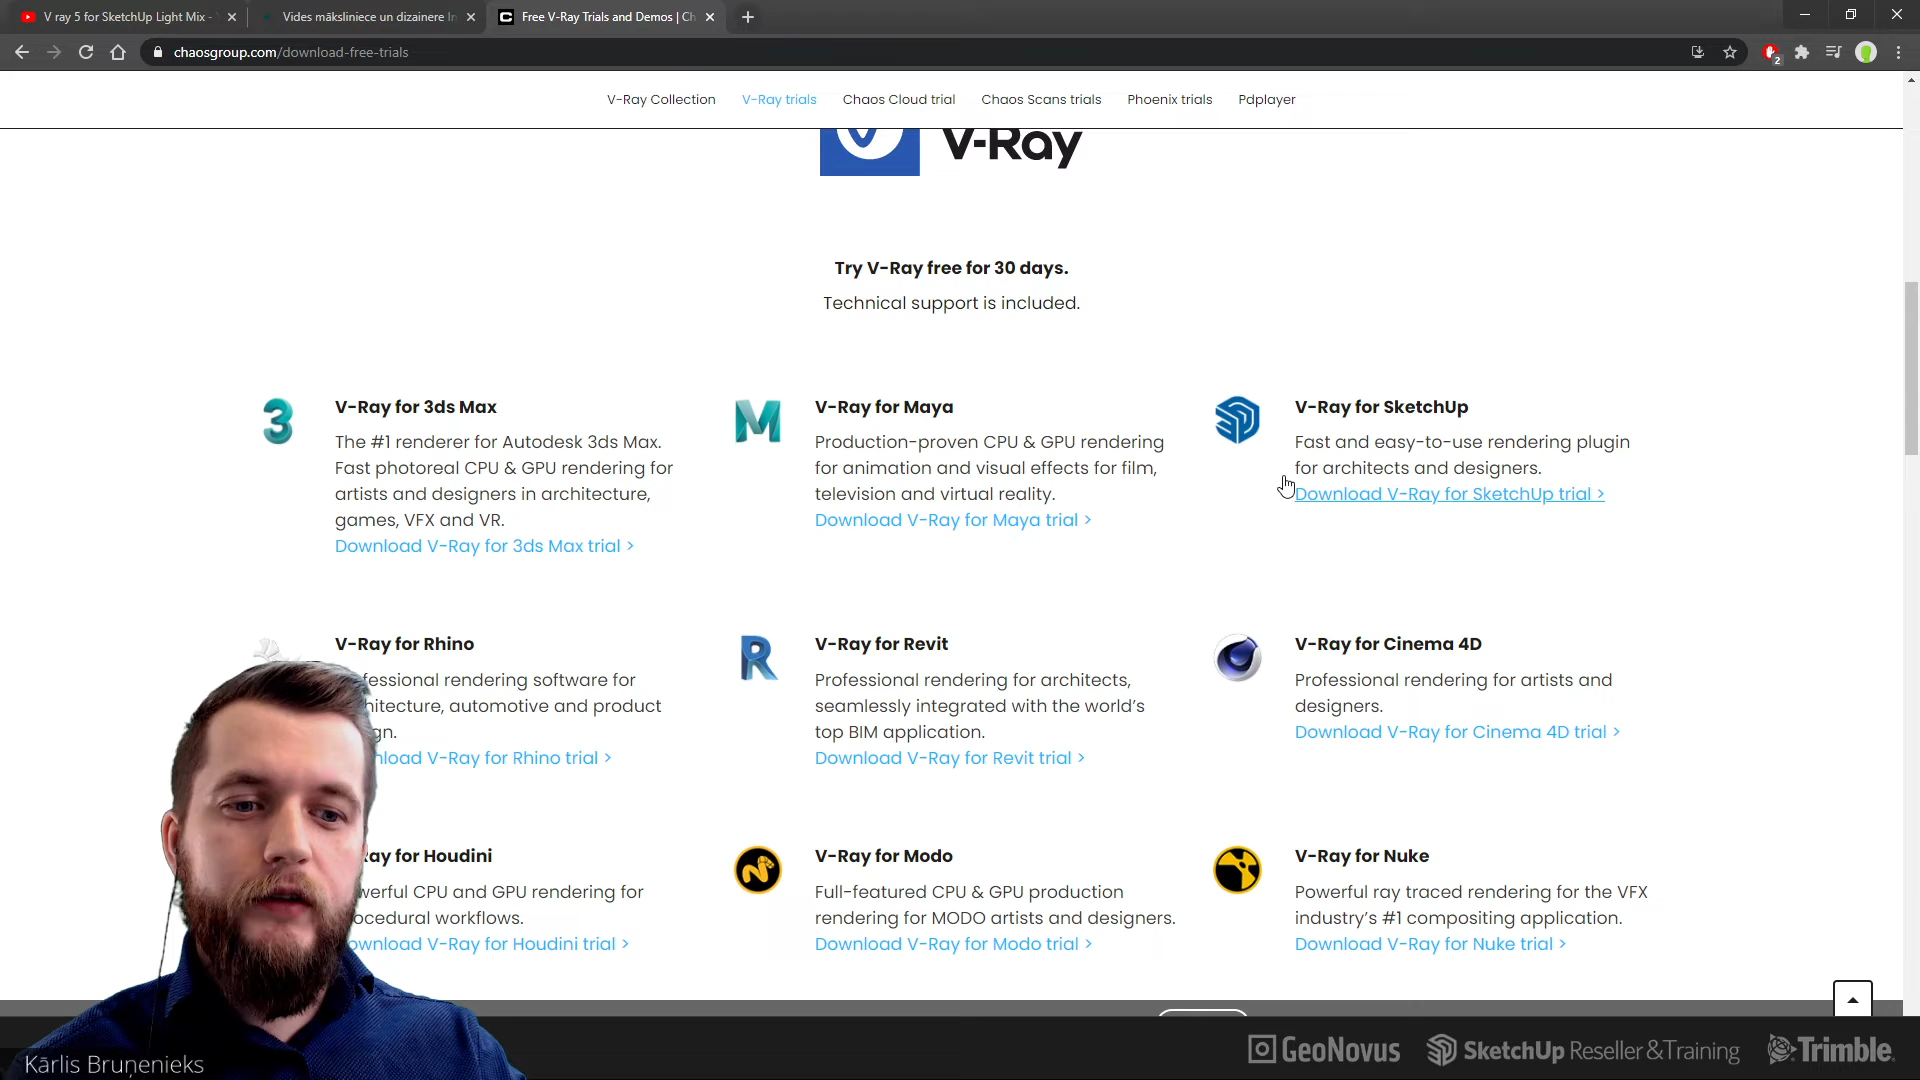 V ray 5 for SketchUp Light Mix -
Vides māksliniece un dizainere In
Free V-Ray Trials and Demos | Ch
chaosgroup.com/download-free-trials
2
V-Ray Collection
V-Ray trials
Chaos Cloud trial
Chaos Scans trials
Phoenix trials
Pdplayer
V-Ray
Try V-Ray free for 30 days.
Technical support is included.
V-Ray for 3ds Max
The #1 renderer for Autodesk 3ds Max.
Fast photoreal CPU & GPU rendering for
artists and designers in architecture,
games, VFX and VR.
Download V-Ray for 3ds Max trial >
V-Ray for Maya
Production-proven CPU & GPU rendering
for animation and visual effects for film,
television and virtual reality.
Download V-Ray for Maya trial >
V-Ray for SketchUp
Fast and easy-to-use rendering plugin
for architects and designers.
Download V-Ray for SketchUp trial >
V-Ray for Rhino
fessional rendering software for
hitecture, automotive and product
gn.
nload V-Ray for Rhino trial >
V-Ray for Revit
Professional rendering for architects,
seamlessly integrated with the world's
top BIM application.
Download V-Ray for Revit trial >
V-Ray for Cinema 4D
Professional rendering for artists and
designers.
Download V-Ray for Cinema 4D trial >
ay for Houdini
werful CPU and GPU rendering for
ocedural workflows.
ownload V-Ray for Houdini trial >
V-Ray for Modo
Full-featured CPU & GPU production
rendering for MODO artists and designers.
Download V-Ray for Modo trial >
V-Ray for Nuke
Powerful ray traced rendering for the VFX
industry's #1 compositing application.
Download V-Ray for Nuke trial >
Kārlis Bruņenieks
GeoNovus
SketchUp Reseller & Training
Trimble.